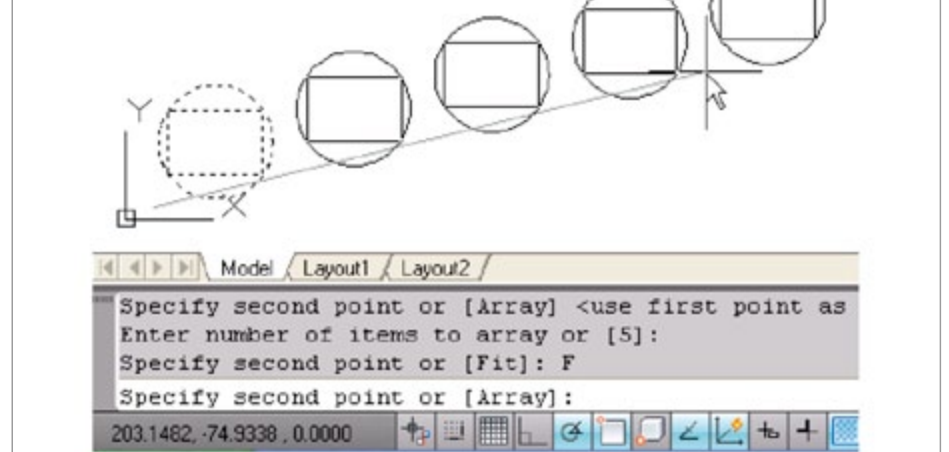 Y
X
Model Layout1 Layout2
Specify second point or [Array] <use first point as
Enter number of items to array or [5]:
Specify second point or [Fit]: F
Specify second point or [Array]:
203.1482, -74.9338 , 0.0000